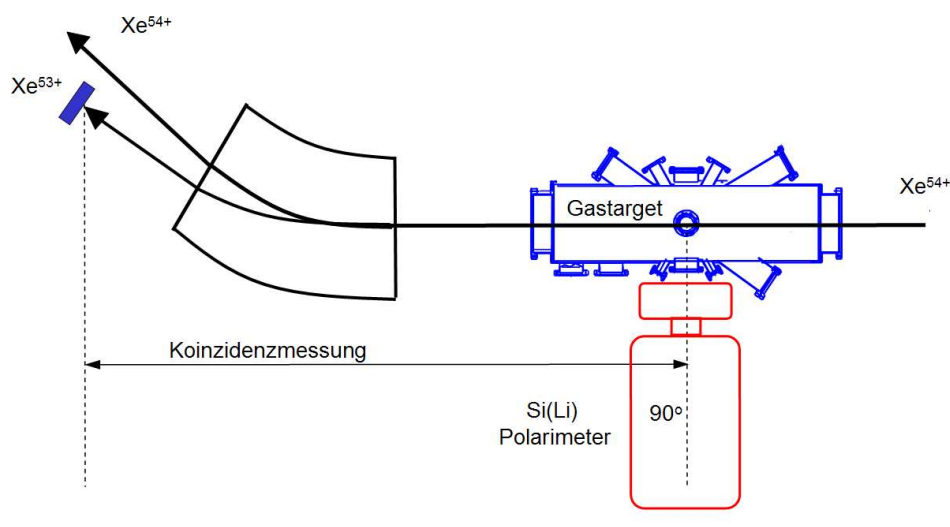 Xe⁵⁴⁺
Xe⁵³⁺
Xe⁵⁴⁺
Gastarget
Koinzidenzmessung
Si(Li)
Polarimeter
90°